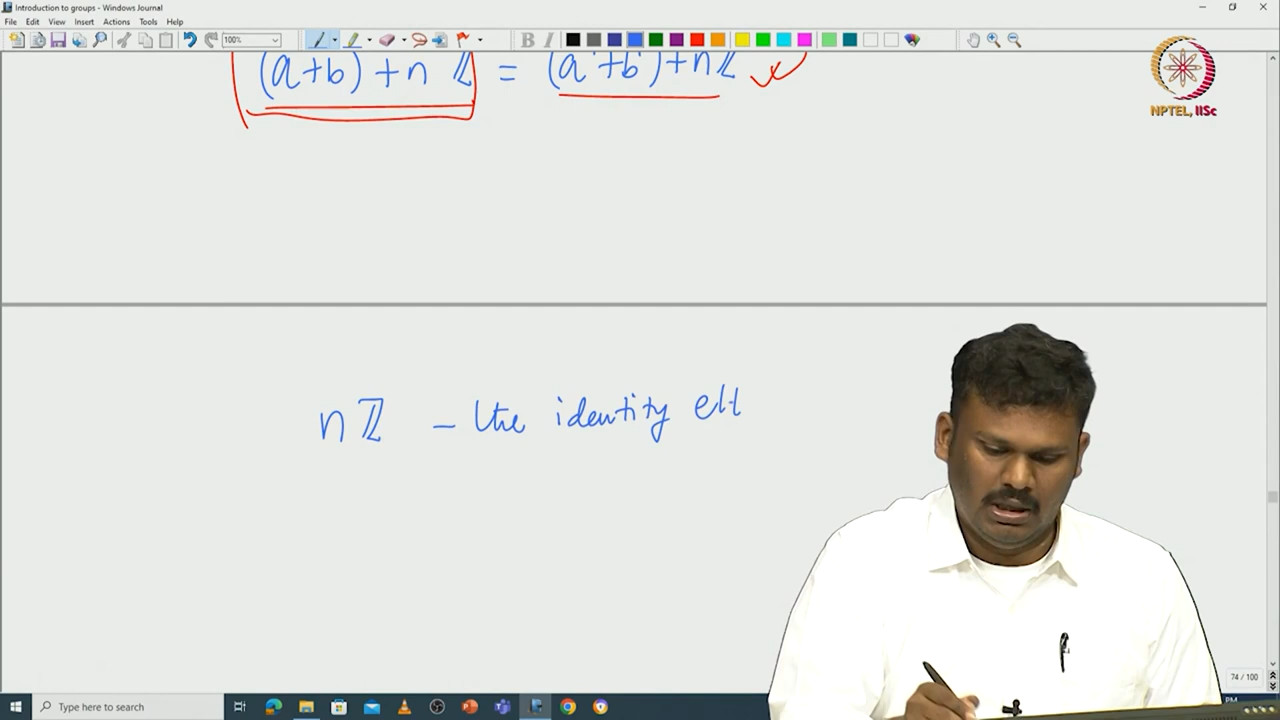 Introduction to groups - Windows Journal
File Edit View Insert Actions Tools Help
100%
(a+b) + n ℤ = (a'+b')+nℤ
NPTEL, IISc
nℤ - the identity elt
74 / 100
Type here to search
PM